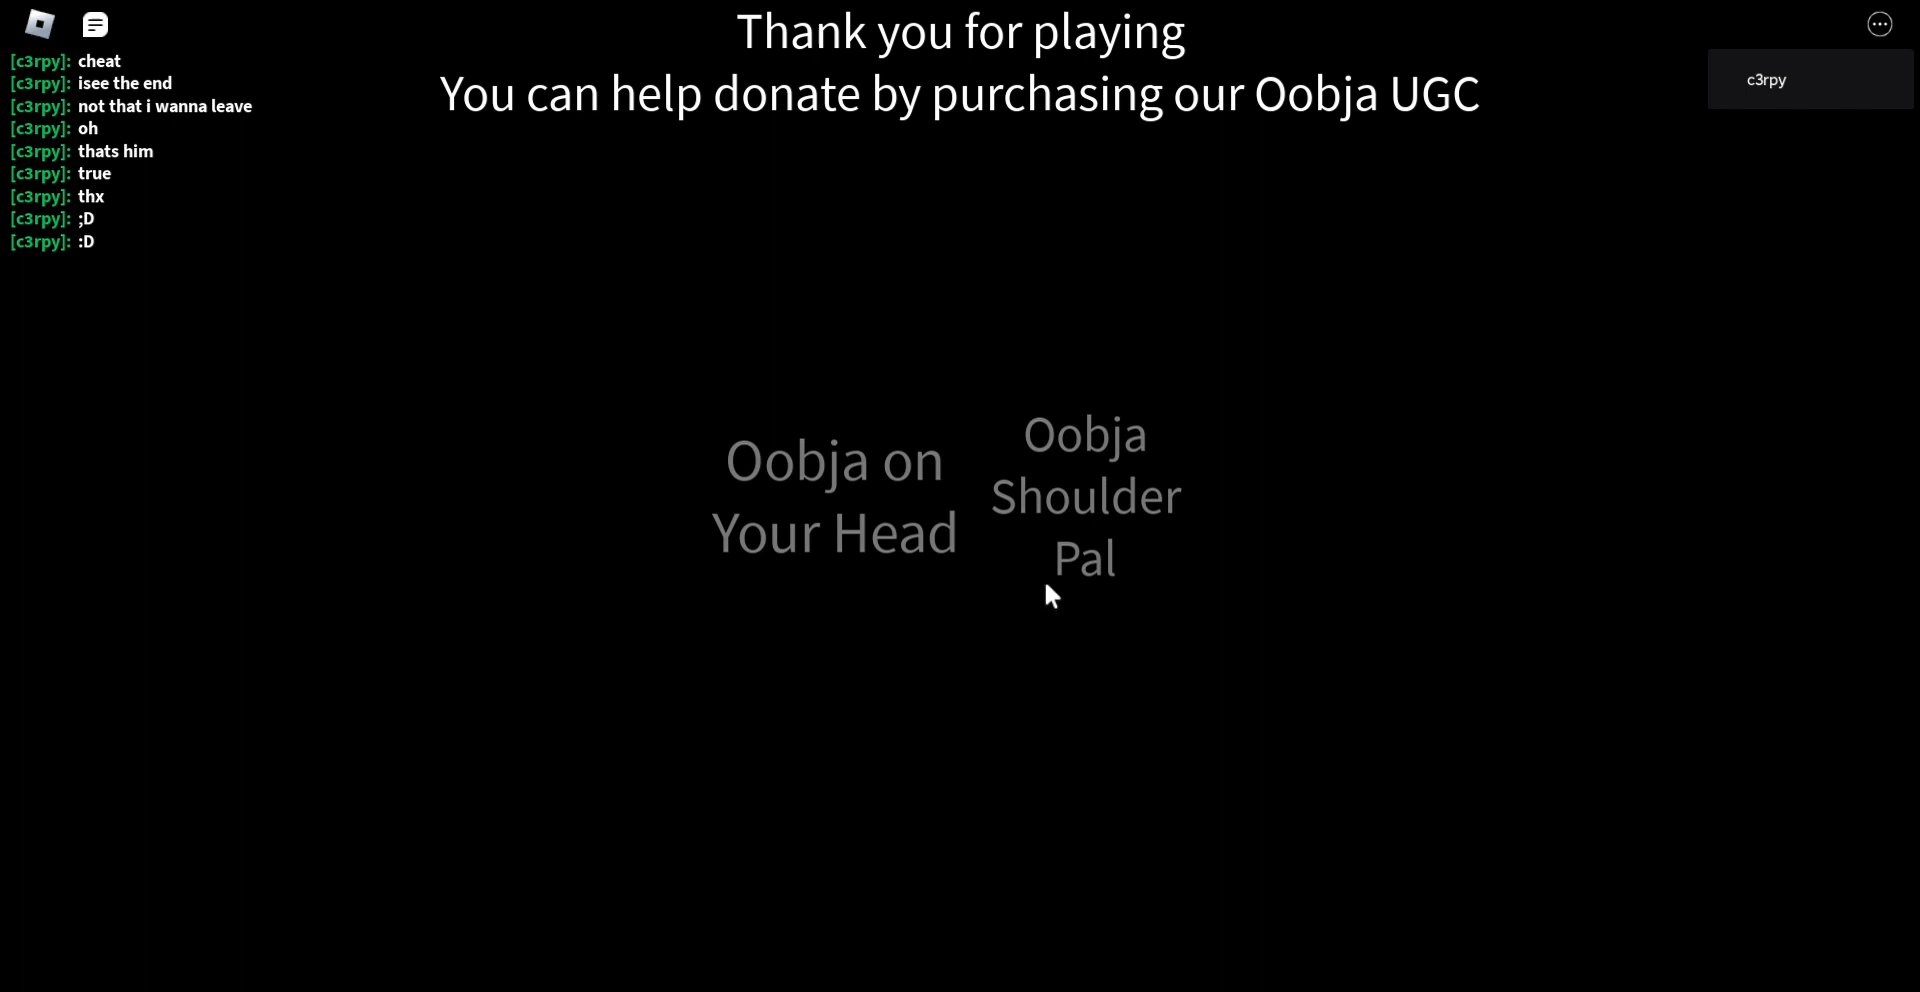 Thank you for playing
You can help donate by purchasing our Oobja UGC
[c3rpy]: cheat
[c3rpy]: isee the end
[c3rpy]: not that i wanna leave
[c3rpy]: oh
[c3rpy]: thats him
[c3rpy]: true
[c3rpy]: thx
[c3rpy]: ;D
[c3rpy]: :D
c3rpy
Oobja on
Your Head
Oobja
Shoulder
Pal